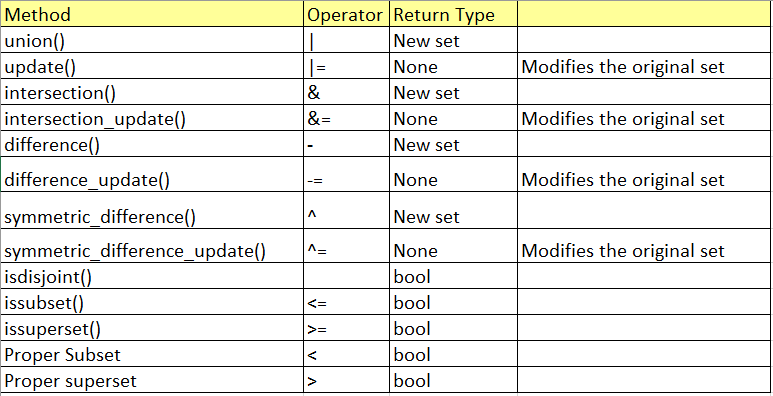 Method Operator Return Type
union() | New set
update() |= None Modifies the original set
intersection() & New set
intersection_update() &= None Modifies the original set
difference() - New set
difference_update() -= None Modifies the original set
symmetric_difference() ^ New set
symmetric_difference_update() ^= None Modifies the original set
isdisjoint() bool
issubset() <= bool
issuperset() >= bool
Proper Subset < bool
Proper superset > bool